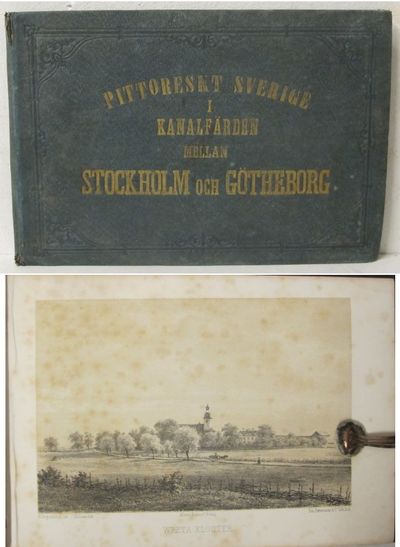 PITTORESKT SVERIGE
I
KANALFÄRDEN
MELLAN
STOCKHOLM OCH GÖTHEBORG
WRETA KLOSTER